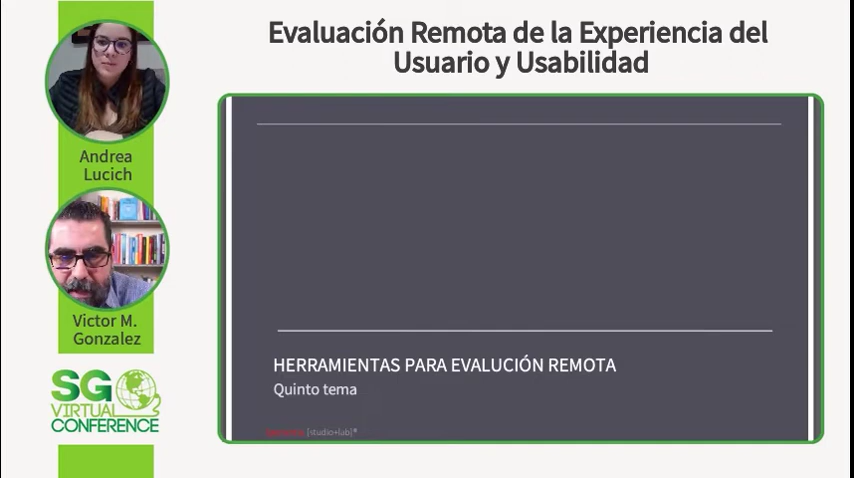 Evaluación Remota de la Experiencia del
Usuario y Usabilidad
Andrea
Lucich
Victor M.
Gonzalez
SG
VIRTUAL
CONFERENCE
HERRAMIENTAS PARA EVALUCIÓN REMOTA
Quinto tema
[studio+lab]®